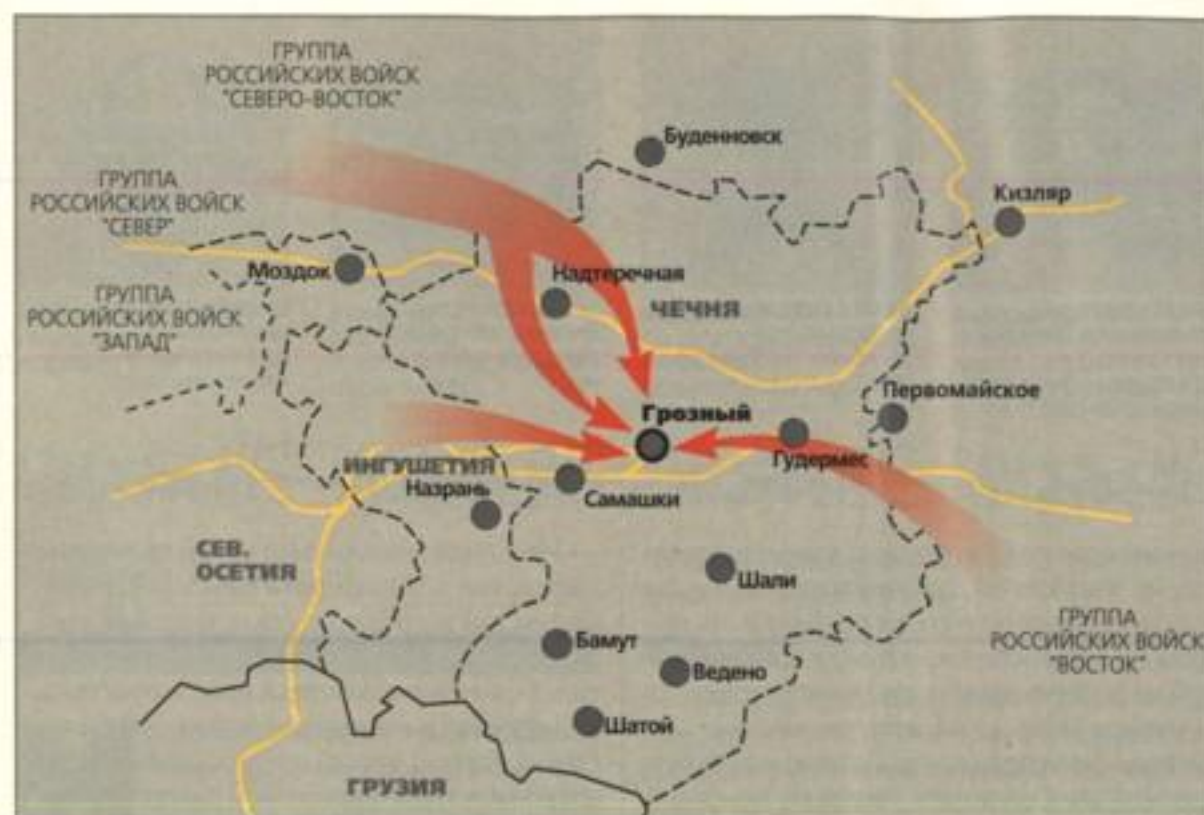 ГРУППА
РОССИЙСКИХ ВОЙСК
"СЕВЕРО-ВОСТОК"
Буденновск
ГРУППА
РОССИЙСКИХ ВОЙСК
"СЕВЕР"
Кизляр
Моздок
Надтеречная
ЧЕЧНЯ
ГРУППА
РОССИЙСКИХ ВОЙСК
"ЗАПАД"
Первомайское
Грозный
Гудермес
ИНГУШЕТИЯ
Назрань
Самашки
СЕВ.
ОСЕТИЯ
Шали
ГРУППА
РОССИЙСКИХ ВОЙСК
"ВОСТОК"
Бамут
Ведено
Шатой
ГРУЗИЯ